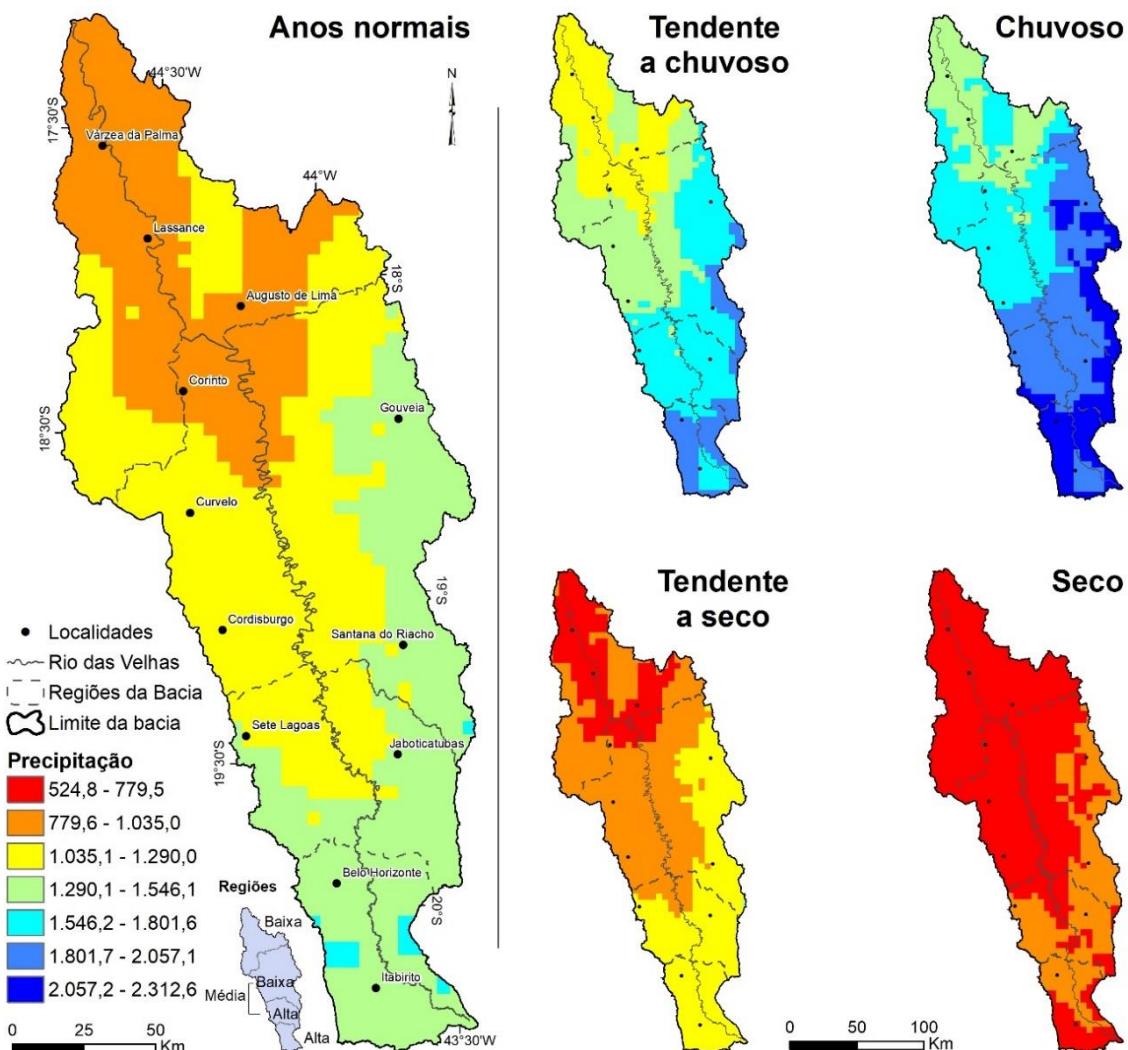 Anos normais
Tendente
a chuvoso
Chuvoso
44°30'W
N
17°30'S
Várzea da Palma
44°W
Lassance
18°S
Augusto de Lima
Corinto
Gouveia
18°30'S
Curvelo
19°S
Tendente
a seco
Seco
Cordisburgo
Santana do Riacho
Localidades
Rio das Velhas
Regiões da Bacia
Limite da bacia
Sete Lagoas
Jaboticatubas
19°30'S
Precipitação
524,8 - 779,5
779,6 - 1.035,0
1.035,1 - 1.290,0
1.290,1 - 1.546,1
1.546,2 - 1.801,6
1.801,7 - 2.057,1
2.057,2 - 2.312,6
Belo Horizonte
Regiões
20°S
Baixa
Baixa
Média
Alta
Alta
Itabirito
43°30'W
0 25 50
Km
0 50 100
Km